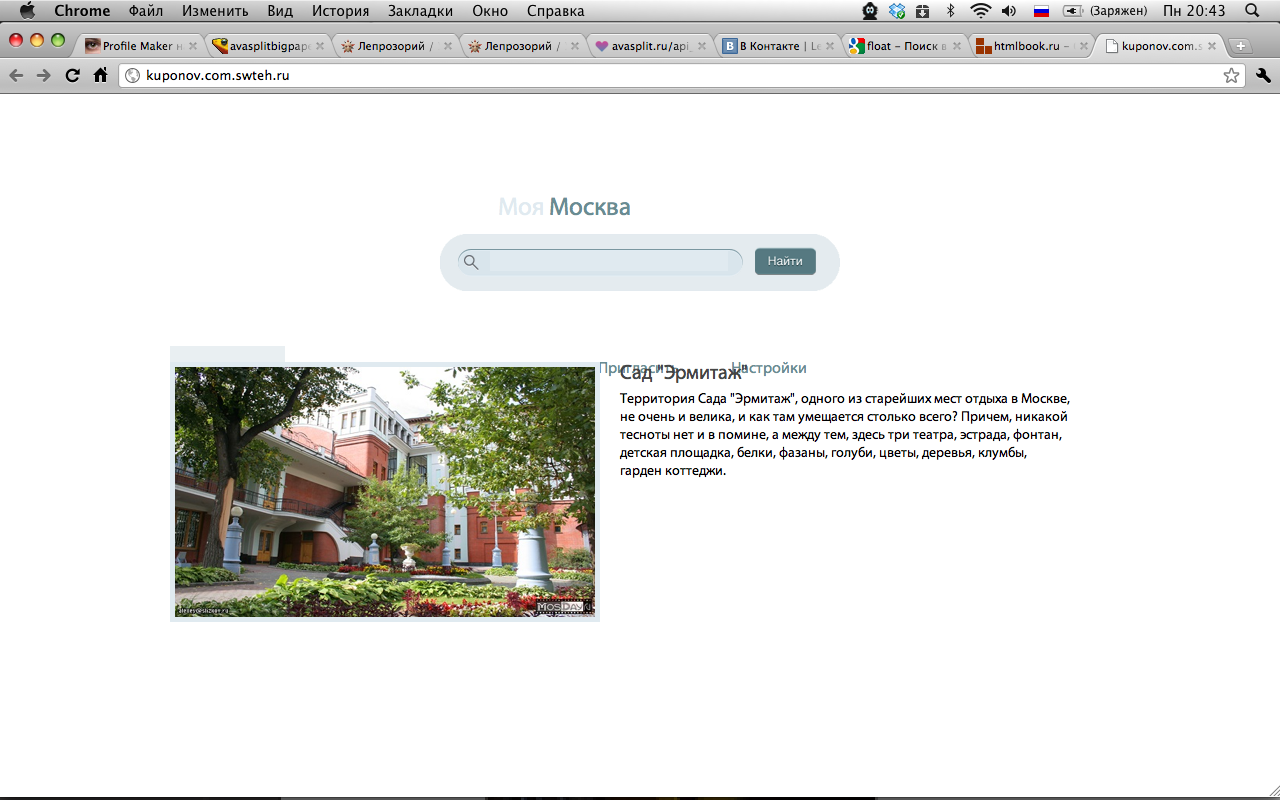 Chrome Файл Изменить Вид История Закладки Окно Справка (Заряжен) Пн 20:43
Profile Maker avasplitbigpap Лепрозорий / Лепрозорий / avasplit.ru/api В Контакте | Le float – Поиск в htmlbook.ru – kuponov.com.s
kuponov.com.swteh.ru
Моя Москва
Найти
Пригласить Настройки
Сад "Эрмитаж"
Территория Сада "Эрмитаж", одного из старейших мест отдыха в Москве,
не очень и велика, и как там умещается столько всего? Причем, никакой
тесноты нет и в помине, а между тем, здесь три театра, эстрада, фонтан,
детская площадка, белки, фазаны, голуби, цветы, деревья, клумбы,
гарден коттеджи.
MosDay